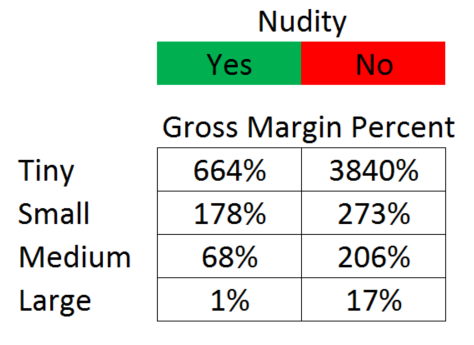 Nudity
Yes No
Gross Margin Percent
Tiny 664% 3840%
Small 178% 273%
Medium 68% 206%
Large 1% 17%